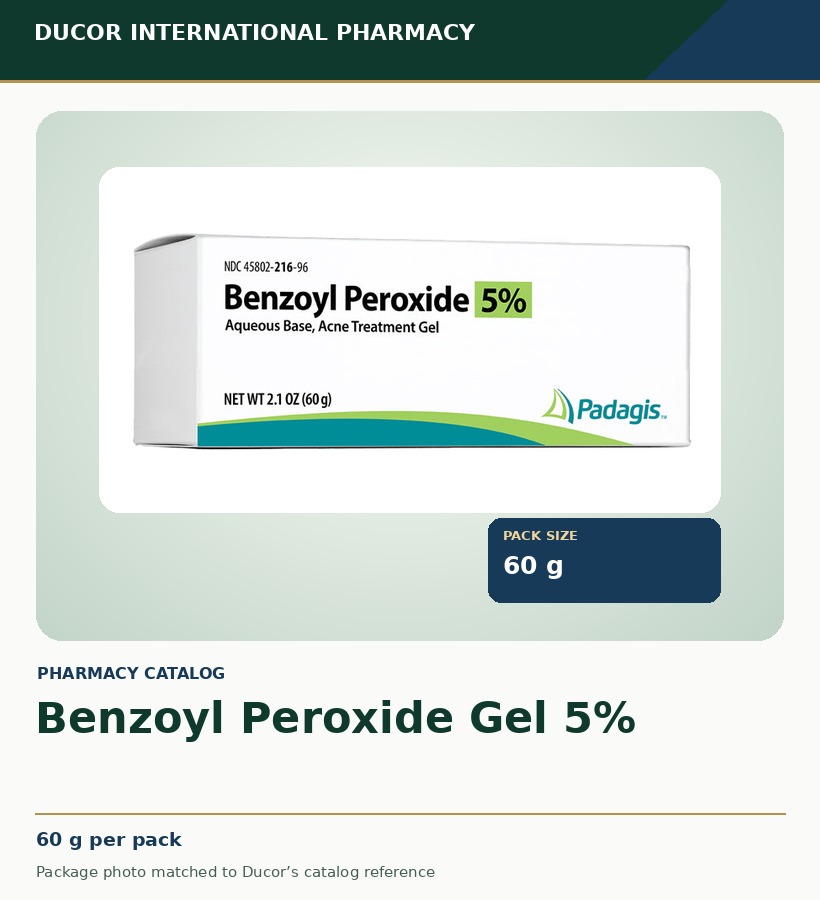 DUCOR INTERNATIONAL PHARMACY
NDC 45802-216-96
Benzoyl Peroxide 5%
Aqueous Base, Acne Treatment Gel
NET WT 2.1 OZ (60 g)
Padagis™
PACK SIZE
60 g
PHARMACY CATALOG
Benzoyl Peroxide Gel 5%
60 g per pack
Package photo matched to Ducor’s catalog reference